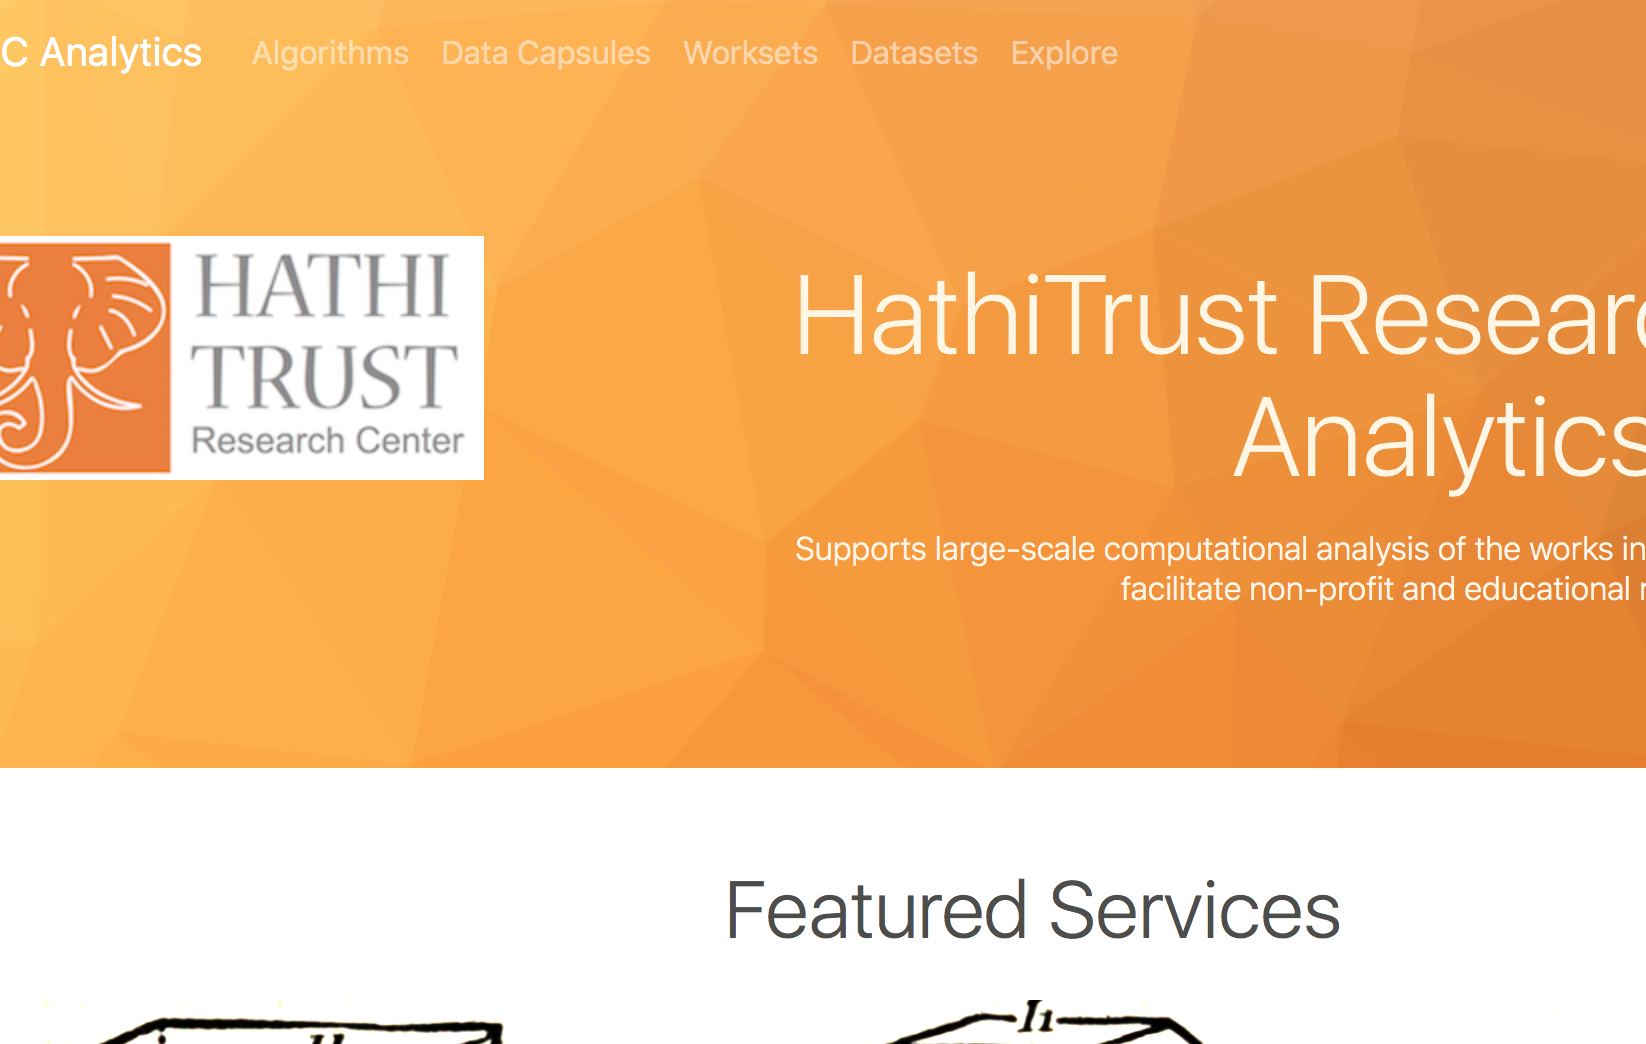 C Analytics Algorithms Data Capsules Worksets Datasets Explore
HATHI
TRUST
Research Center
HathiTrust Researc
Analytics
Supports large-scale computational analysis of the works in
facilitate non-profit and educational
Featured Services
I1